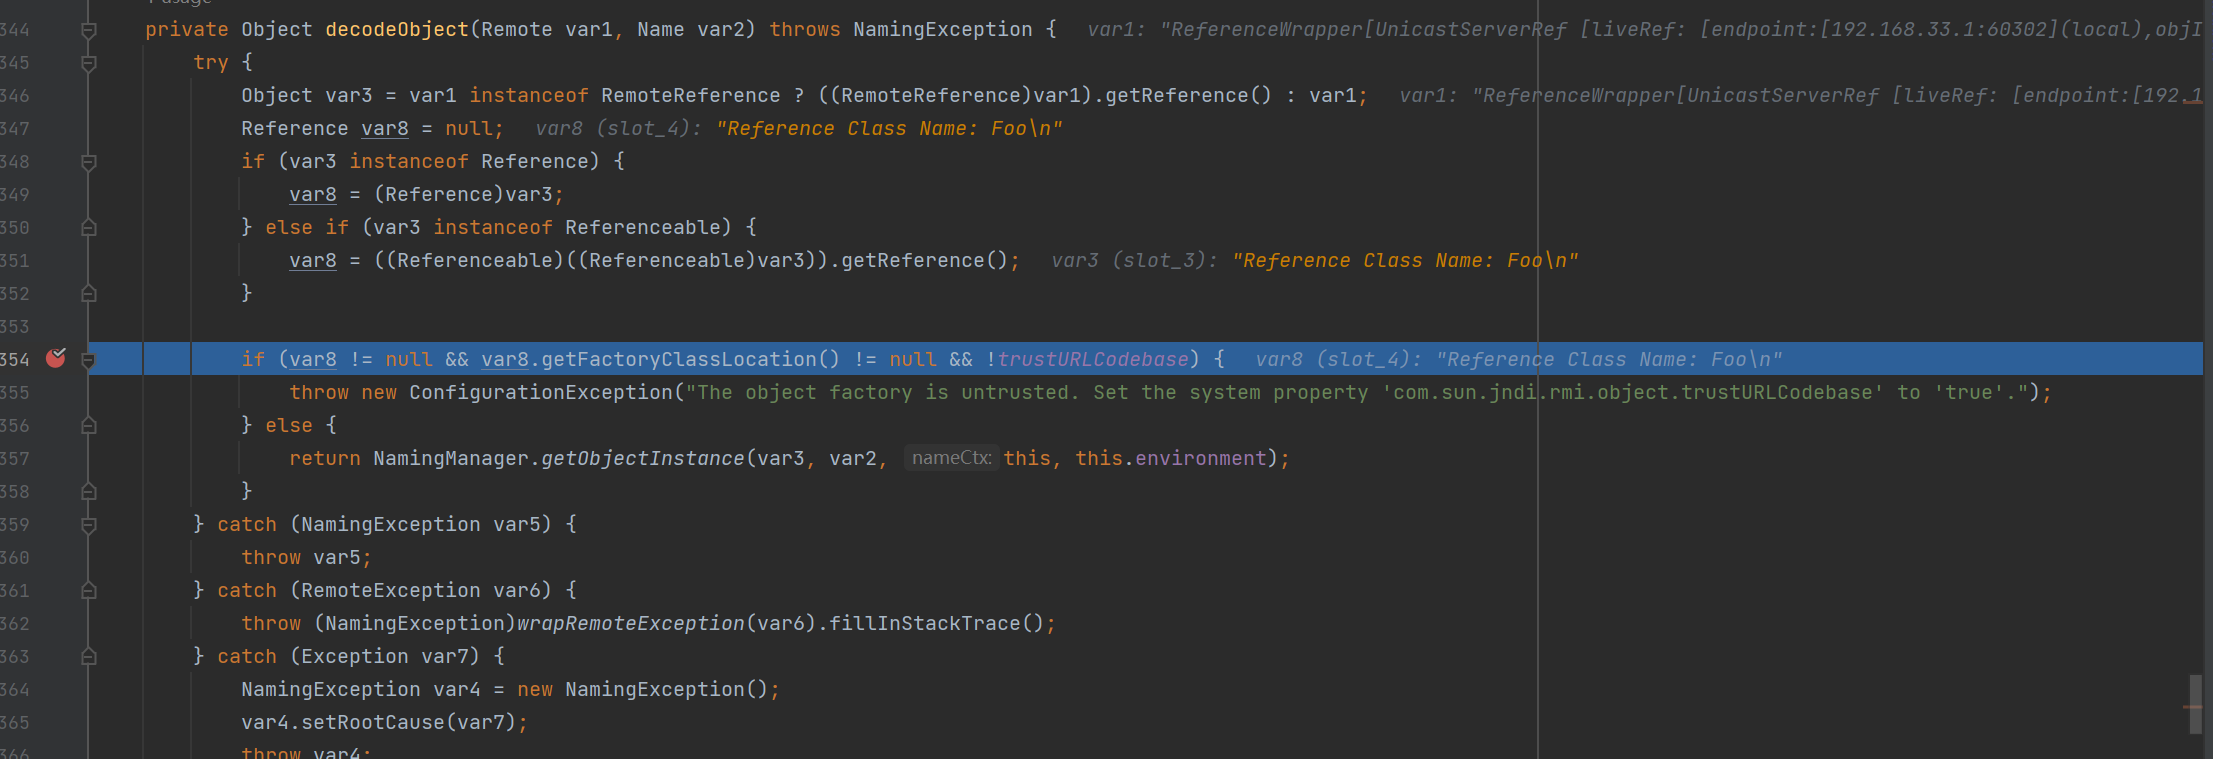 344 private Object decodeObject(Remote var1, Name var2) throws NamingException { var1: "ReferenceWrapper[UnicastServerRef [liveRef: [endpoint:[192.168.33.1:60302](local),objI
345 try {
346 Object var3 = var1 instanceof RemoteReference ? ((RemoteReference)var1).getReference() : var1; var1: "ReferenceWrapper[UnicastServerRef [liveRef: [endpoint:[192.1
347 Reference var8 = null; var8 (slot_4): "Reference Class Name: Foo\n"
348 if (var3 instanceof Reference) {
349 var8 = (Reference)var3;
350 } else if (var3 instanceof Referenceable) {
351 var8 = ((Referenceable)((Referenceable)var3)).getReference(); var3 (slot_3): "Reference Class Name: Foo\n"
352 }
353
354 if (var8 != null && var8.getFactoryClassLocation() != null && !trustURLCodebase) { var8 (slot_4): "Reference Class Name: Foo\n"
355 throw new ConfigurationException("The object factory is untrusted. Set the system property 'com.sun.jndi.rmi.object.trustURLCodebase' to 'true'.");
356 } else {
357 return NamingManager.getObjectInstance(var3, var2, nameCtx: this, this.environment);
358 }
359 } catch (NamingException var5) {
360 throw var5;
361 } catch (RemoteException var6) {
362 throw (NamingException)wrapRemoteException(var6).fillInStackTrace();
363 } catch (Exception var7) {
364 NamingException var4 = new NamingException();
365 var4.setRootCause(var7);
366 throw var4;